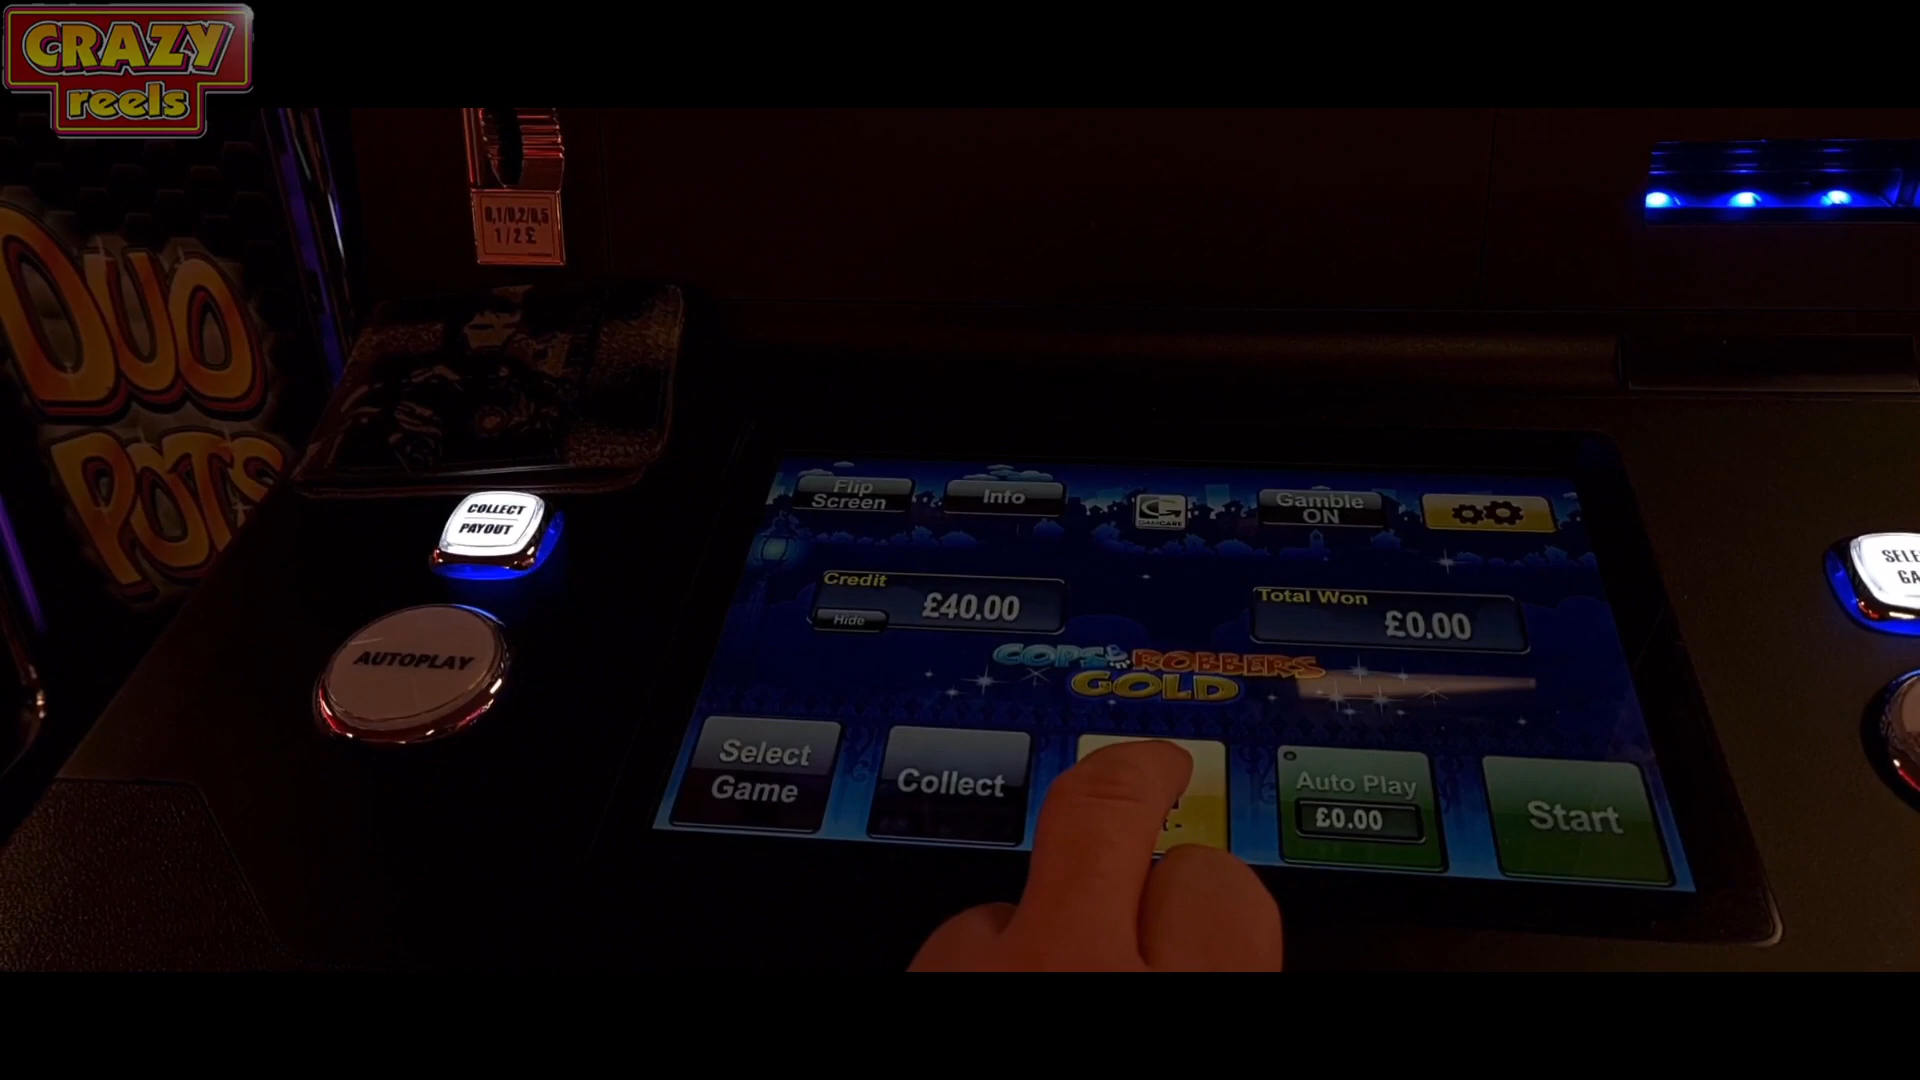 CRAZY
reels
0,1/0,2/0,5
1/2£
DUO
POTS
COLLECT
PAYOUT
AUTOPLAY
Flip
Screen
Info
GAMCARE
Gamble
ON
Credit
£40.00
Hide
Total Won
£0.00
COPS 'n' ROBBERS
GOLD
Select
Game
Collect
Auto Play
£0.00
Start